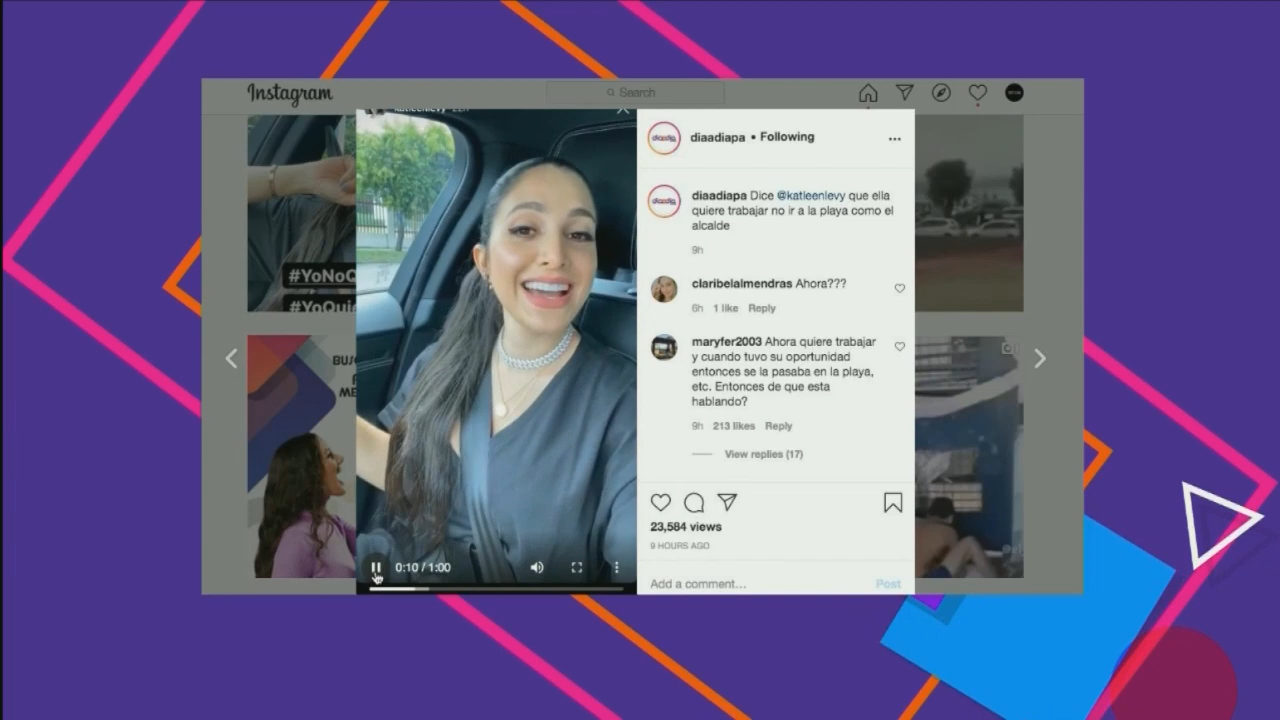 Instagram
Search
diaadiapa • Following
diaadiapa Dice @katleenlevy que ella
quiere trabajar no ir a la playa como el
alcalde
9h
claribelalmendras Ahora???
6h 1 like Reply
maryfer2003 Ahora quiere trabajar
y cuando tuvo su oportunidad
entonces se la pasaba en la playa,
etc. Entonces de que esta
hablando?
9h 213 likes Reply
View replies (17)
23,584 views
9 HOURS AGO
Add a comment... Post
0:10 / 1:00
#YoNoQ
#YoQuie